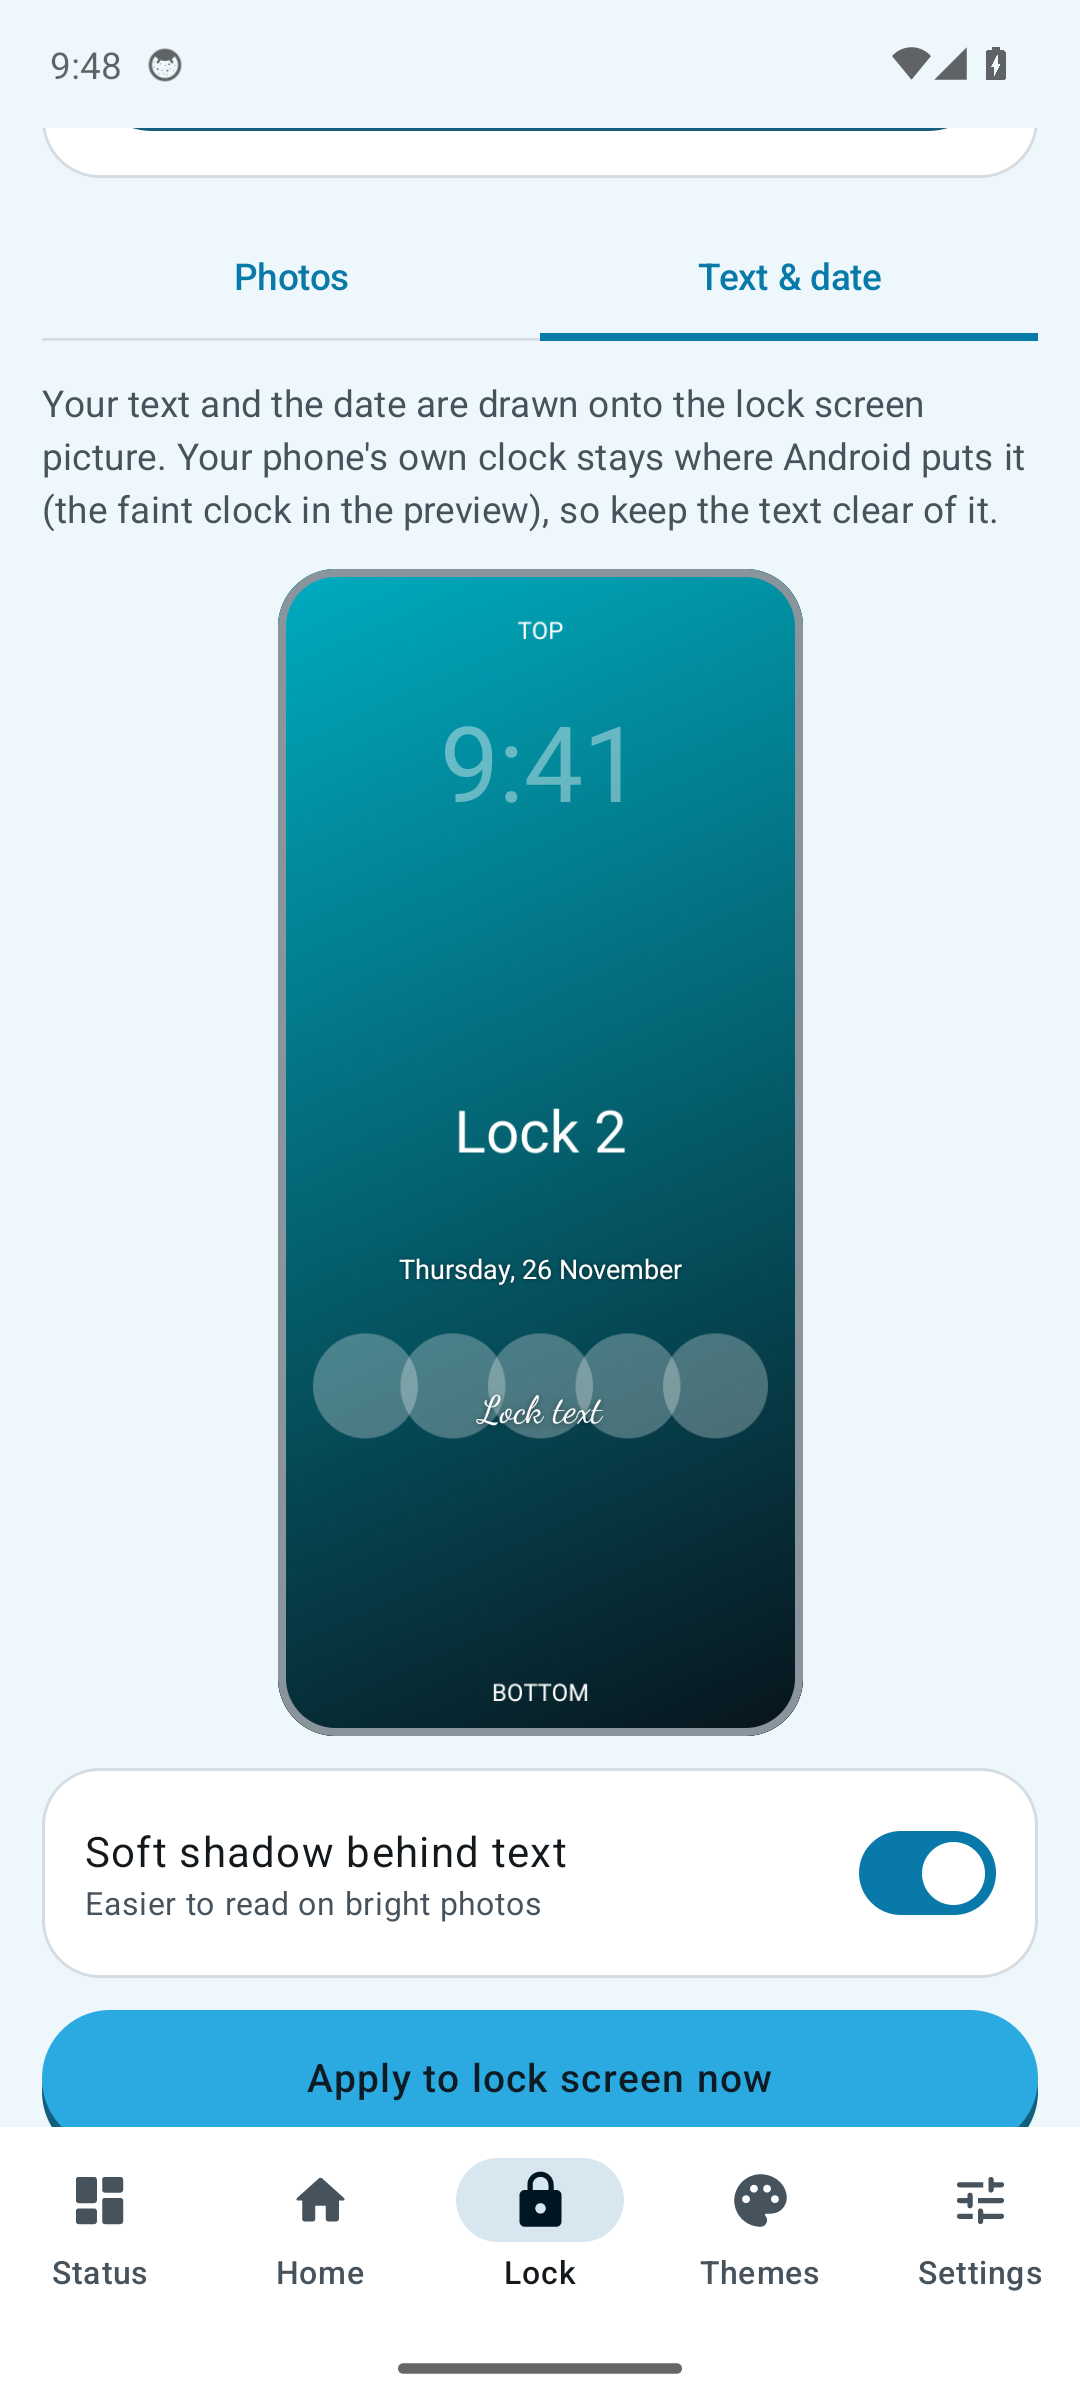 9:48
Photos
Text & date
Your text and the date are drawn onto the lock screen
picture. Your phone's own clock stays where Android puts it
(the faint clock in the preview), so keep the text clear of it.
TOP
9:41
Lock 2
Thursday, 26 November
Lock text
BOTTOM
Soft shadow behind text
Easier to read on bright photos
Apply to lock screen now
Status
Home
Lock
Themes
Settings